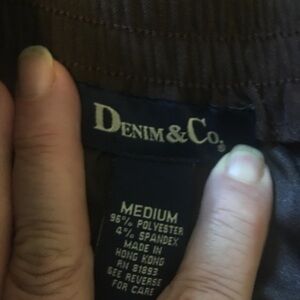 DENIM & CO.®
MEDIUM
96% POLYESTER
4% SPANDEX
MADE IN
HONG KONG
RN 81893
SEE REVERSE
FOR CARE